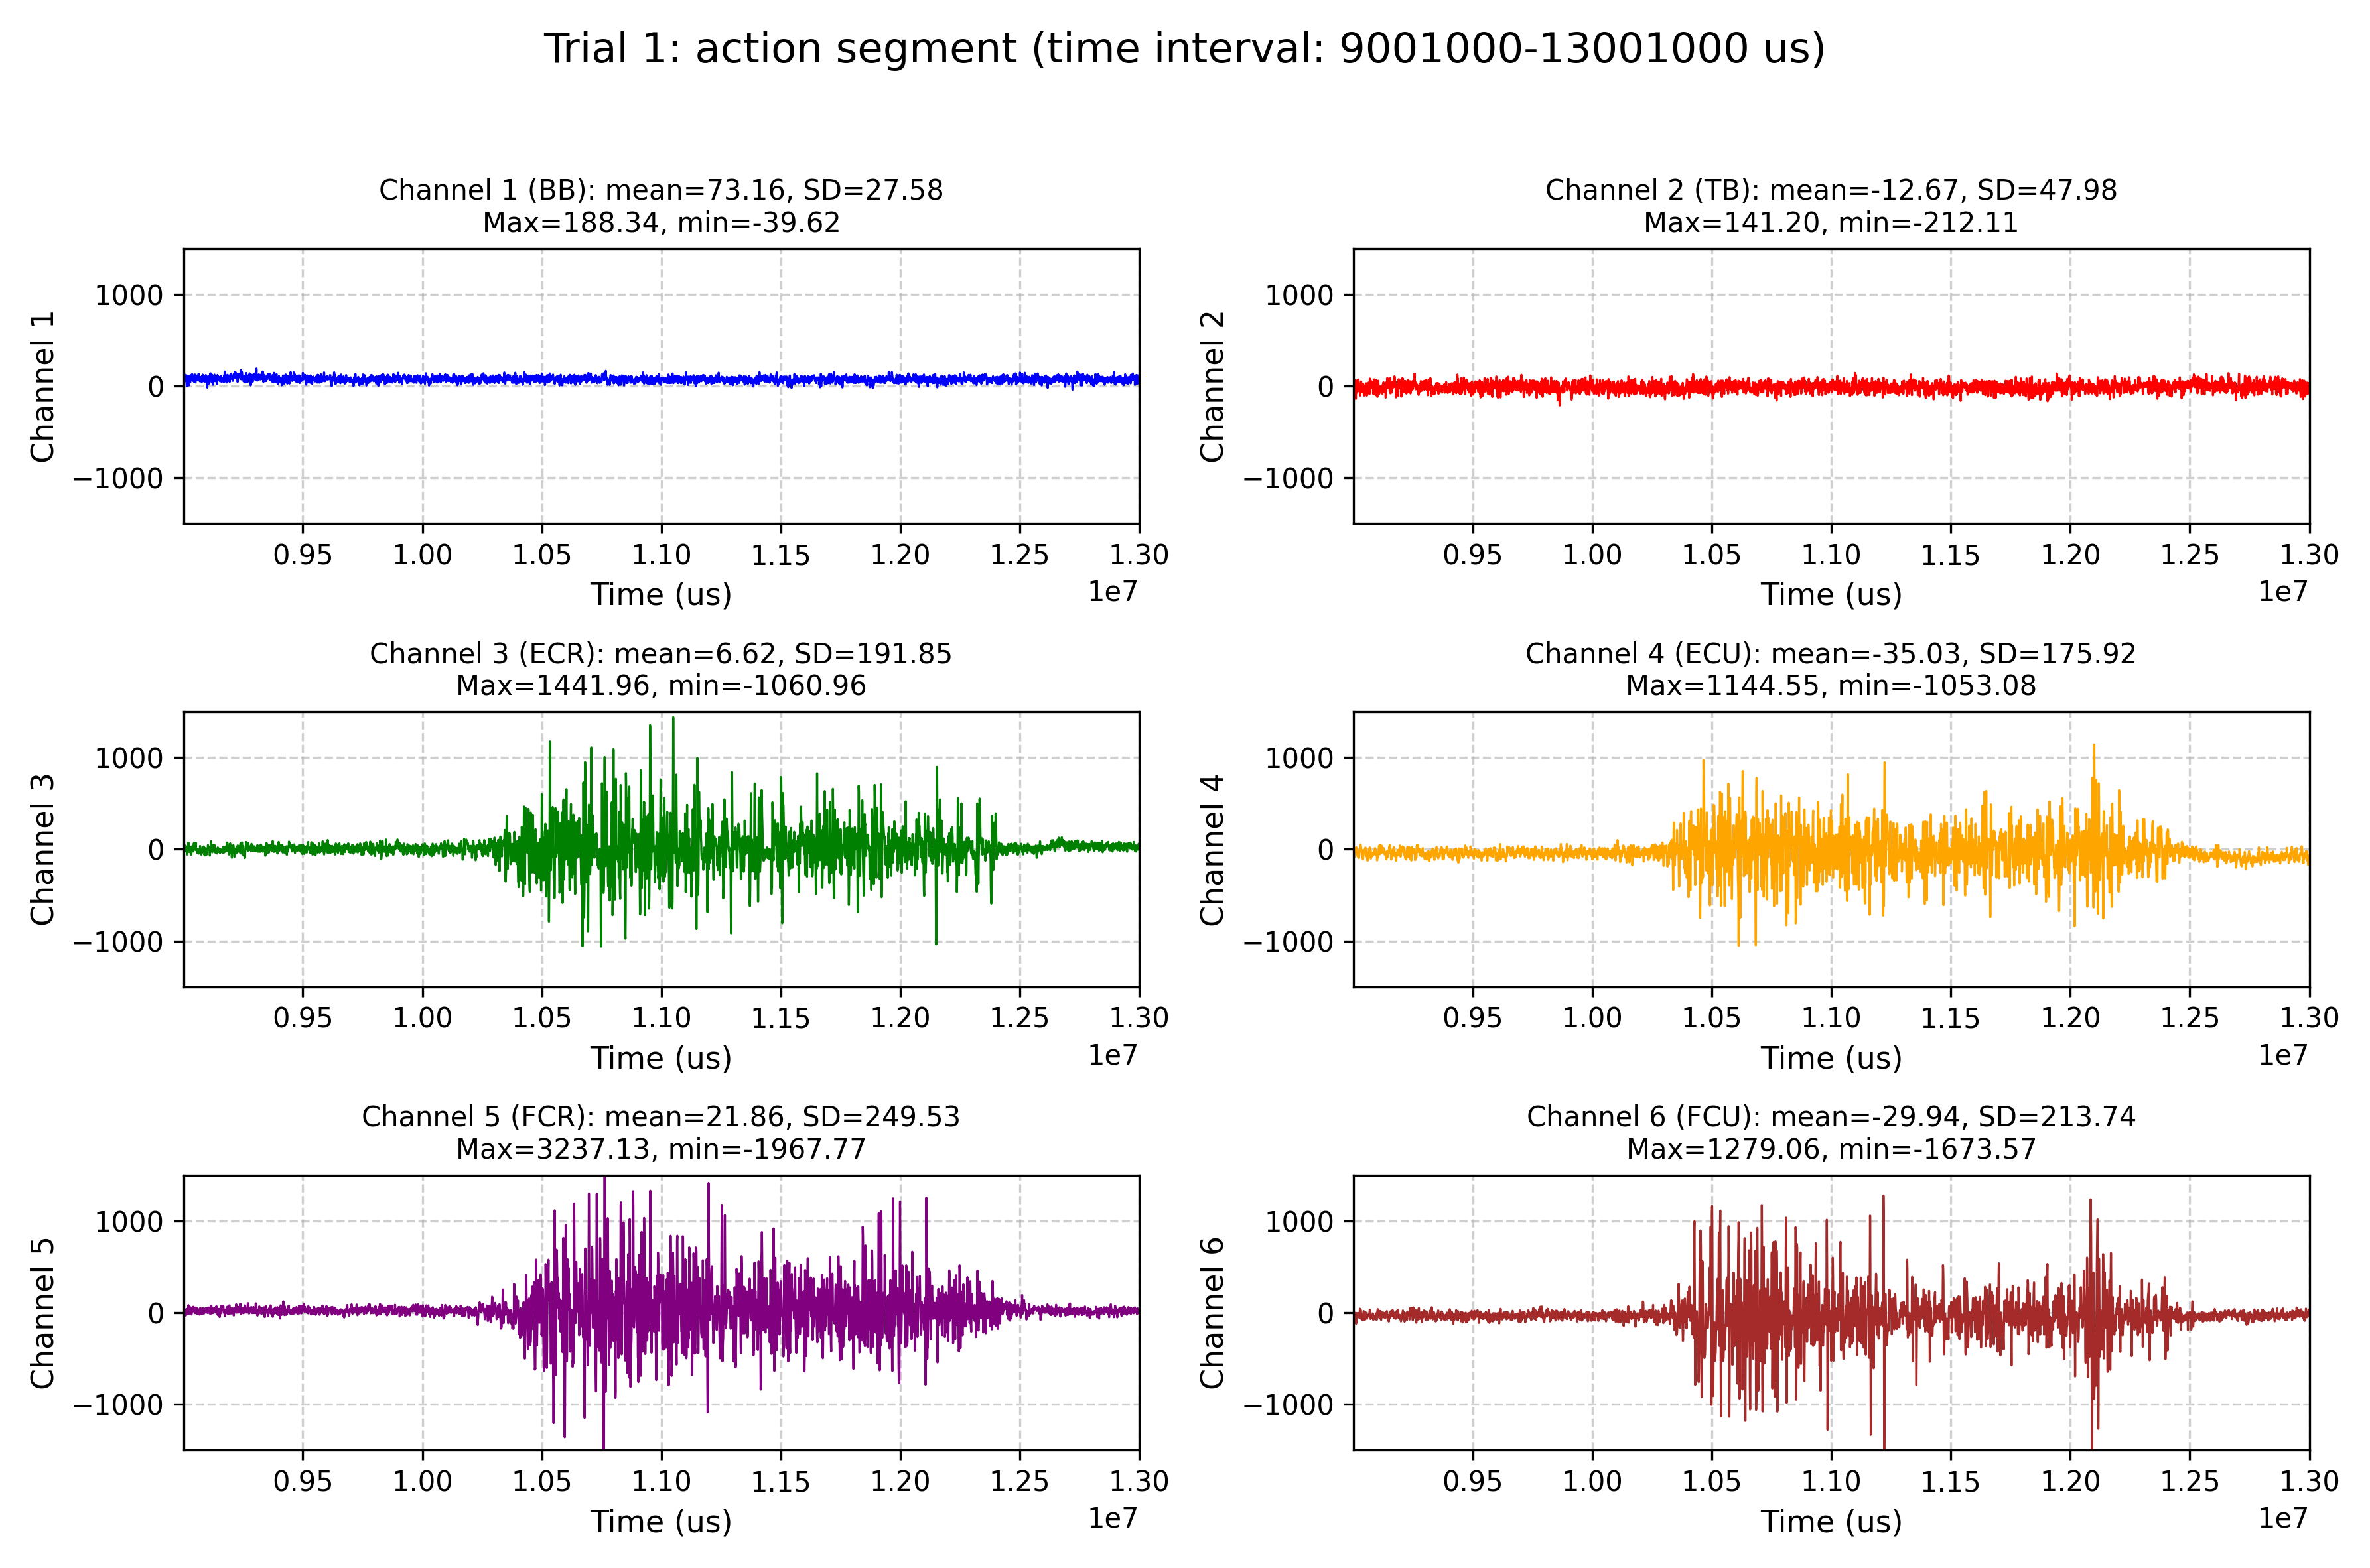 Trial 1: action segment (time interval: 9001000-13001000 us)
Channel 1 (BB): mean=73.16, SD=27.58
Max=188.34, min=-39.62
Channel 1
1000
0
−1000
0.95 1.00 1.05 1.10 1.15 1.20 1.25 1.30
Time (us)
1e7
Channel 2 (TB): mean=-12.67, SD=47.98
Max=141.20, min=-212.11
Channel 2
1000
0
−1000
0.95 1.00 1.05 1.10 1.15 1.20 1.25 1.30
Time (us)
1e7
Channel 3 (ECR): mean=6.62, SD=191.85
Max=1441.96, min=-1060.96
Channel 3
1000
0
−1000
0.95 1.00 1.05 1.10 1.15 1.20 1.25 1.30
Time (us)
1e7
Channel 4 (ECU): mean=-35.03, SD=175.92
Max=1144.55, min=-1053.08
Channel 4
1000
0
−1000
0.95 1.00 1.05 1.10 1.15 1.20 1.25 1.30
Time (us)
1e7
Channel 5 (FCR): mean=21.86, SD=249.53
Max=3237.13, min=-1967.77
Channel 5
1000
0
−1000
0.95 1.00 1.05 1.10 1.15 1.20 1.25 1.30
Time (us)
1e7
Channel 6 (FCU): mean=-29.94, SD=213.74
Max=1279.06, min=-1673.57
Channel 6
1000
0
−1000
0.95 1.00 1.05 1.10 1.15 1.20 1.25 1.30
Time (us)
1e7